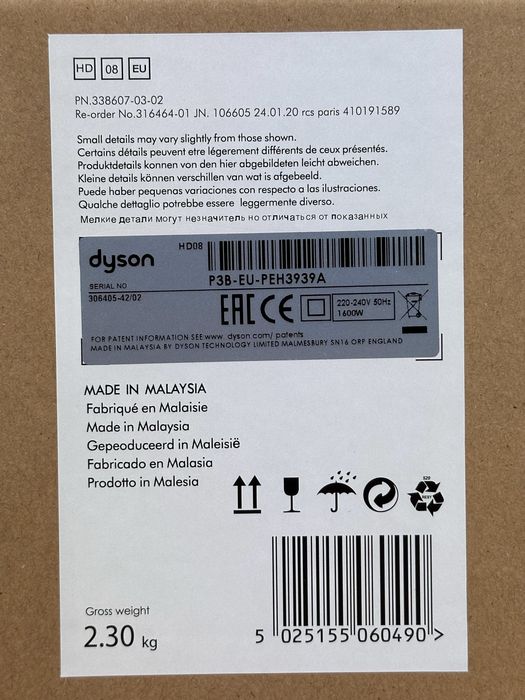 HD 08 EU
PN.338607-03-02
Re-order No.316464-01 JN. 106605 24.01.20 rcs paris 410191589
Small details may vary slightly from those shown.
Certains détails peuvent etre légerement différents de ceux présentés.
Produktdetails konnen von den hier abgebildeten leicht abweichen.
Kleine details können verschillen van wat is afgebeeld.
Puede haber pequenas variaciones con respecto a las ilustraciones.
Qualche dettaglio potrebbe essere leggermente diverso.
Мелкие детали могут незначитель но отличаться от показанных
dyson
HD08
P3B-EU-PEH3939A
SERIAL NO
306405-42/02
EAC CE
220-240V 50Hz
1600W
FOR PATENT INFORMATION SEE www. dyson.com/ patents
MADE IN MALAYSIA BY DYSON TECHNOLOGY LIMITED MALMESBURY SN16 ORP ENGLAND
MADE IN MALAYSIA
Fabriqué en Malaisie
Made in Malaysia
Gepeoduceerd in Maleisië
Fabricado en Malasia
Prodotto in Malesia
Gross weight
2.30 kg
5 025155 060490 >